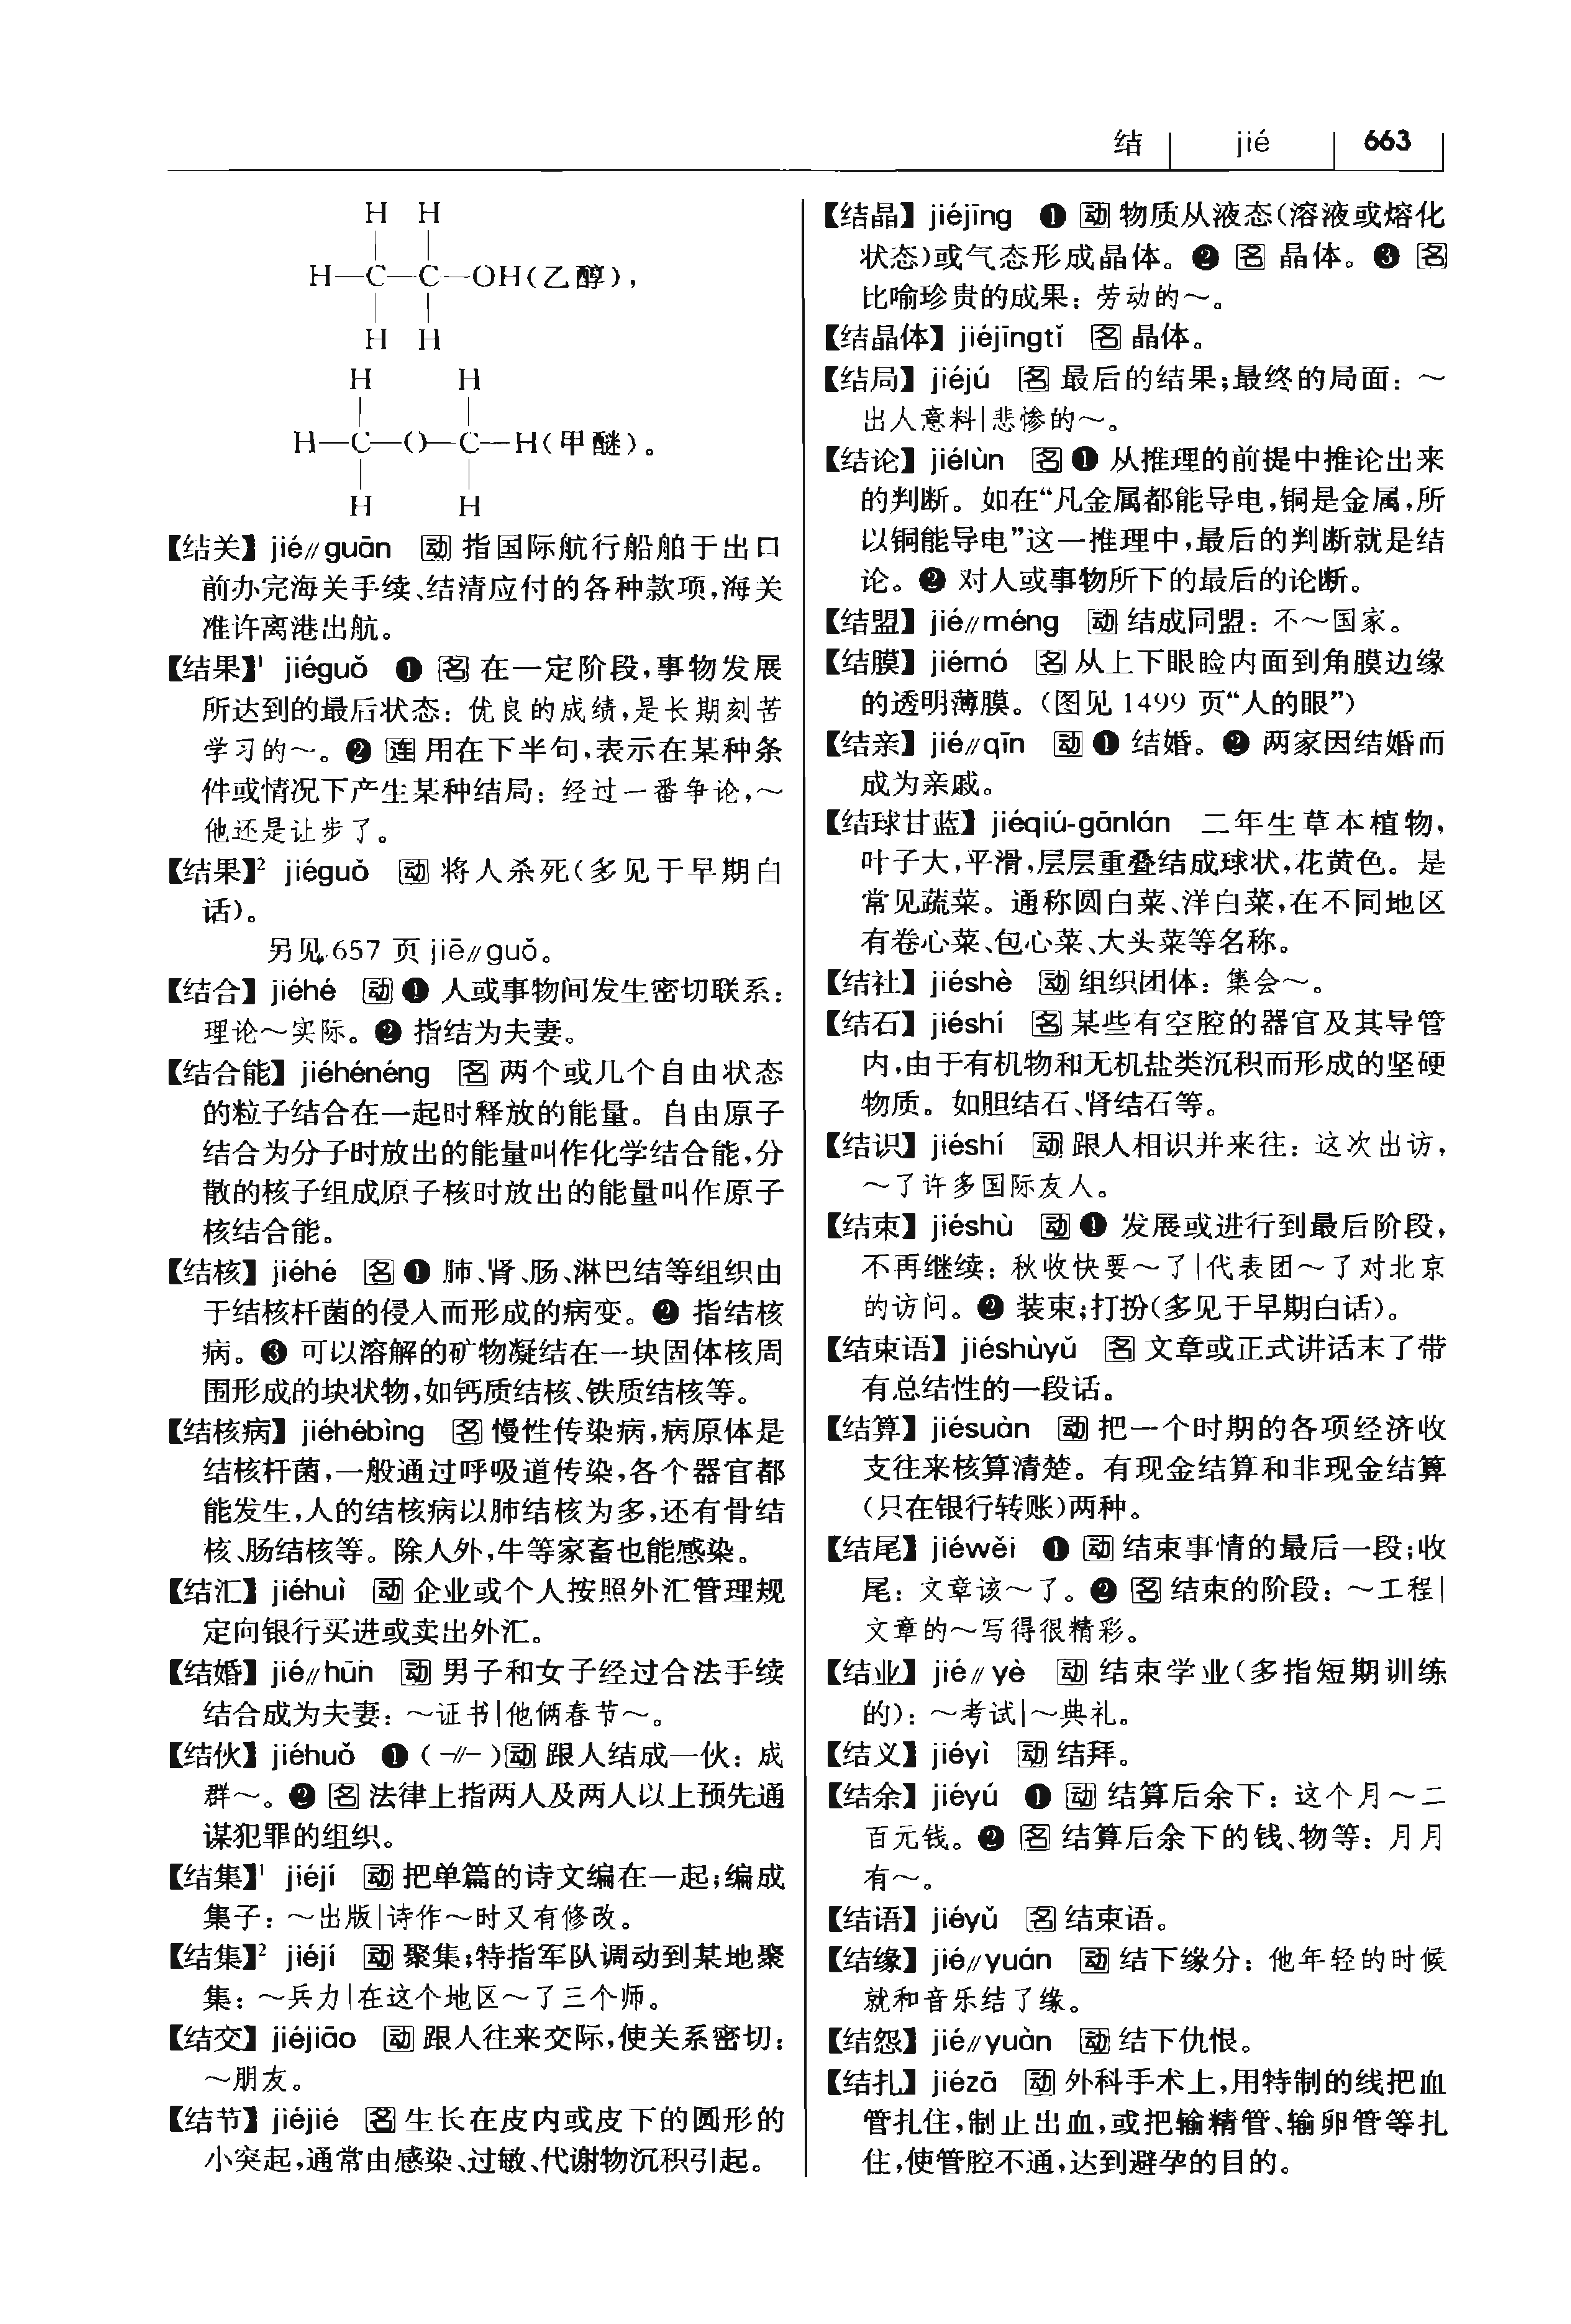 结 jié 663
H H
H—C—C—OH(乙醇),
H H
H H
H—C—O—C—H(甲醚)。
H H
【结关】 jié//guān 动 指国际航行船舶于出口
前办完海关手续、结清应付的各种款项,海关
准许离港出航。
【结果】¹ jiéguǒ ❶ 名 在一定阶段,事物发展
所达到的最后状态：优良的成绩,是长期刻苦
学习的～。❷ 连 用在下半句,表示在某种条
件或情况下产生某种结局：经过一番争论,～
他还是让步了。
【结果】² jiéguǒ 动 将人杀死(多见于早期白
话)。
另见 657 页 jiē//guǒ。
【结合】 jiéhé 动 ❶ 人或事物间发生密切联系：
理论～实际。❷ 指结为夫妻。
【结合能】 jiéhénéng 名 两个或几个自由状态
的粒子结合在一起时释放的能量。自由原子
结合为分子时放出的能量叫作化学结合能,分
散的核子组成原子核时放出的能量叫作原子
核结合能。
【结核】 jiéhé 名 ❶ 肺、肾、肠、淋巴结等组织由
于结核杆菌的侵入而形成的病变。❷ 指结核
病。❸ 可以溶解的矿物凝结在一块固体核周
围形成的块状物,如钙质结核、铁质结核等。
【结核病】 jiéhébìng 名 慢性传染病,病原体是
结核杆菌,一般通过呼吸道传染,各个器官都
能发生,人的结核病以肺结核为多,还有骨结
核、肠结核等。除人外,牛等家畜也能感染。
【结汇】 jiéhuì 动 企业或个人按照外汇管理规
定向银行买进或卖出外汇。
【结婚】 jié//hūn 动 男子和女子经过合法手续
结合成为夫妻：～证书|他俩春节～。
【结伙】 jiéhuǒ ❶ (-//-)动 跟人结成一伙：成
群～。❷ 名 法律上指两人及两人以上预先通
谋犯罪的组织。
【结集】¹ jiéjí 动 把单篇的诗文编在一起;编成
集子：～出版|诗作～时又有修改。
【结集】² jiéjí 动 聚集;特指军队调动到某地聚
集：～兵力|在这个地区～了三个师。
【结交】 jiéjiāo 动 跟人往来交际,使关系密切：
～朋友。
【结节】 jiéjié 名 生长在皮内或皮下的圆形的
小突起,通常由感染、过敏、代谢物沉积引起。
【结晶】 jiéjīng ❶ 动 物质从液态(溶液或熔化
状态)或气态形成晶体。❷ 名 晶体。❸ 名
比喻珍贵的成果：劳动的～。
【结晶体】 jiéjīngtǐ 名 晶体。
【结局】 jiéjú 名 最后的结果;最终的局面：～
出人意料|悲惨的～。
【结论】 jiélùn 名 ❶ 从推理的前提中推论出来
的判断。如在“凡金属都能导电,铜是金属,所
以铜能导电”这一推理中,最后的判断就是结
论。❷ 对人或事物所下的最后的论断。
【结盟】 jié//méng 动 结成同盟：不～国家。
【结膜】 jiémó 名 从上下眼睑内面到角膜边缘
的透明薄膜。(图见 1499 页“人的眼”)
【结亲】 jié//qīn 动 ❶ 结婚。❷ 两家因结婚而
成为亲戚。
【结球甘蓝】 jiéqiú-gānlán 二年生草本植物,
叶子大,平滑,层层重叠结成球状,花黄色。是
常见蔬菜。通称圆白菜、洋白菜,在不同地区
有卷心菜、包心菜、大头菜等名称。
【结社】 jiéshè 动 组织团体：集会～。
【结石】 jiéshí 名 某些有空腔的器官及其导管
内,由于有机物和无机盐类沉积而形成的坚硬
物质。如胆结石、肾结石等。
【结识】 jiéshí 动 跟人相识并来往：这次出访,
～了许多国际友人。
【结束】 jiéshù 动 ❶ 发展或进行到最后阶段,
不再继续：秋收快要～了|代表团～了对北京
的访问。❷ 装束;打扮(多见于早期白话)。
【结束语】 jiéshùyǔ 名 文章或正式讲话末了带
有总结性的一段话。
【结算】 jiésuàn 动 把一个时期的各项经济收
支往来核算清楚。有现金结算和非现金结算
(只在银行转账)两种。
【结尾】 jiéwěi ❶ 动 结束事情的最后一段;收
尾：文章该～了。❷ 名 结束的阶段：～工程|
文章的～写得很精彩。
【结业】 jié//yè 动 结束学业(多指短期训练
的)：～考试|～典礼。
【结义】 jiéyì 动 结拜。
【结余】 jiéyú ❶ 动 结算后余下：这个月～二
百元钱。❷ 名 结算后余下的钱、物等：月月
有～。
【结语】 jiéyǔ 名 结束语。
【结缘】 jié//yuán 动 结下缘分：他年轻的时候
就和音乐结了缘。
【结怨】 jié//yuàn 动 结下仇恨。
【结扎】 jiézā 动 外科手术上,用特制的线把血
管扎住,制止出血,或把输精管、输卵管等扎
住,使管腔不通,达到避孕的目的。